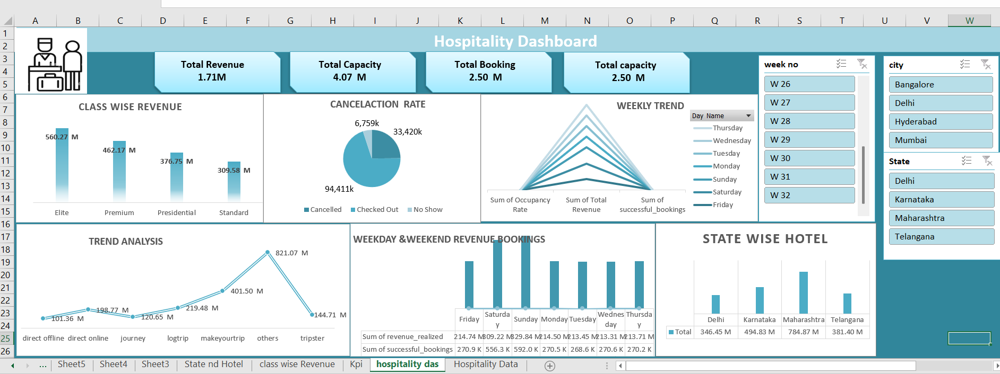 A B C D E F G H I J K L M N O P Q R S T U V W
1
2
3
4
5
6
7
8
9
10
11
12
13
14
15
16
17
18
19
20
21
22
23
24
25
26
Hospitality Dashboard
Total Revenue
1.71M
Total Capacity
4.07 M
Total Booking
2.50 M
Total capacity
2.50 M
week no
W 26
W 27
W 28
W 29
W 30
W 31
W 32
city
Bangalore
Delhi
Hyderabad
Mumbai
State
Delhi
Karnataka
Maharashtra
Telangana
CLASS WISE REVENUE
560.27 M
462.17 M
376.75 M
309.58 M
Elite Premium Presidential Standard
CANCELACTION RATE
6,759k
33,420k
94,411k
Cancelled Checked Out No Show
WEEKLY TREND
Day Name
Thursday
Wednesday
Tuesday
Monday
Sunday
Saturday
Friday
Sum of Occupancy
Rate
Sum of Total
Revenue
Sum of
successful_bookings
TREND ANALYSIS
821.07 M
401.50 M
219.48 M
198.77 M
144.71 M
120.65 M
101.36 M
direct offline direct online journey logtrip makeyourtrip others tripster
WEEKDAY &WEEKEND REVENUE BOOKINGS
Friday
Saturda
y
Sunday
Monday
Tuesday
Wednes
day
Thursda
y
Sum of revenue_realized 214.74 M 309.22 M 329.84 M 214.50 M 213.45 M 213.31 M 213.71 M
Sum of successful_bookings 270.9 K 556.3 K 592.0 K 270.5 K 268.6 K 270.6 K 270.2 K
STATE WISE HOTEL
Delhi Karnataka Maharashtra Telangana
Total 346.45 M 494.83 M 784.87 M 381.40 M
... Sheet5 Sheet4 Sheet3 State nd Hotel class wise Revenue Kpi hospitality das Hospitality Data